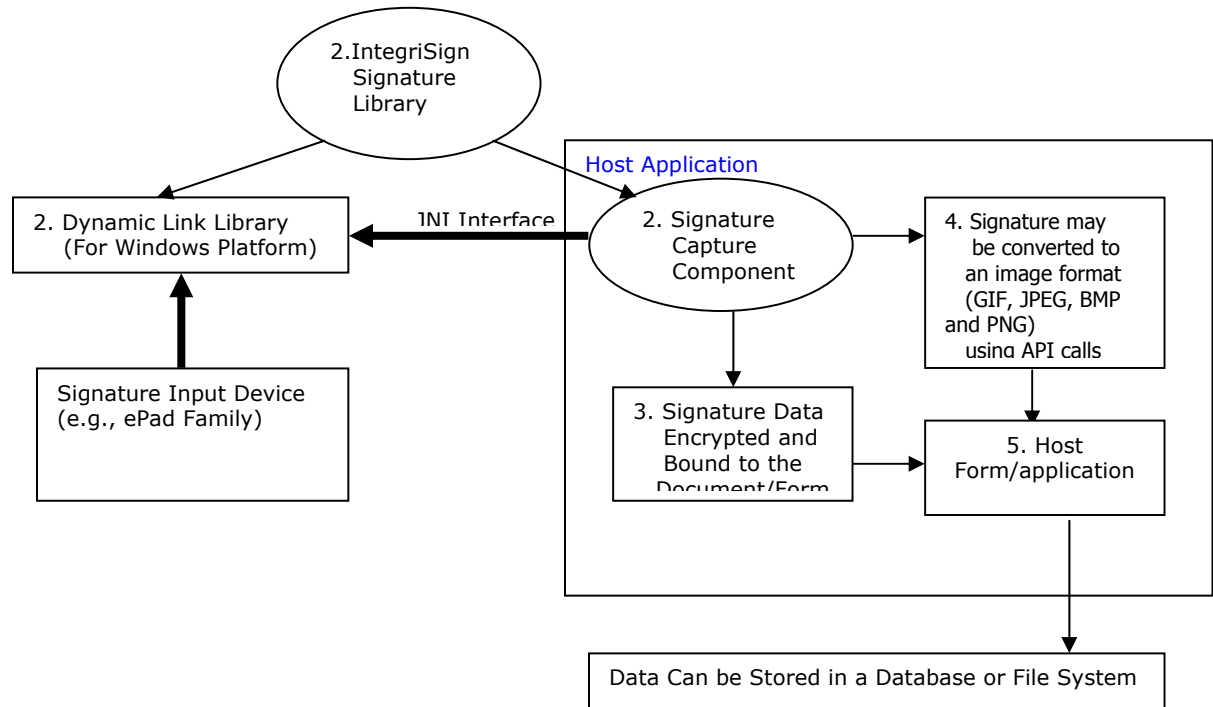 2.IntegriSign
Signature
Library
Host Application
2. Dynamic Link Library
(For Windows Platform)
JNI Interface
2. Signature
Capture
Component
4. Signature may
be converted to
an image format
(GIF, JPEG, BMP
and PNG)
using API calls
Signature Input Device
(e.g., ePad Family)
3. Signature Data
Encrypted and
Bound to the
Document/Form
5. Host
Form/application
Data Can be Stored in a Database or File System